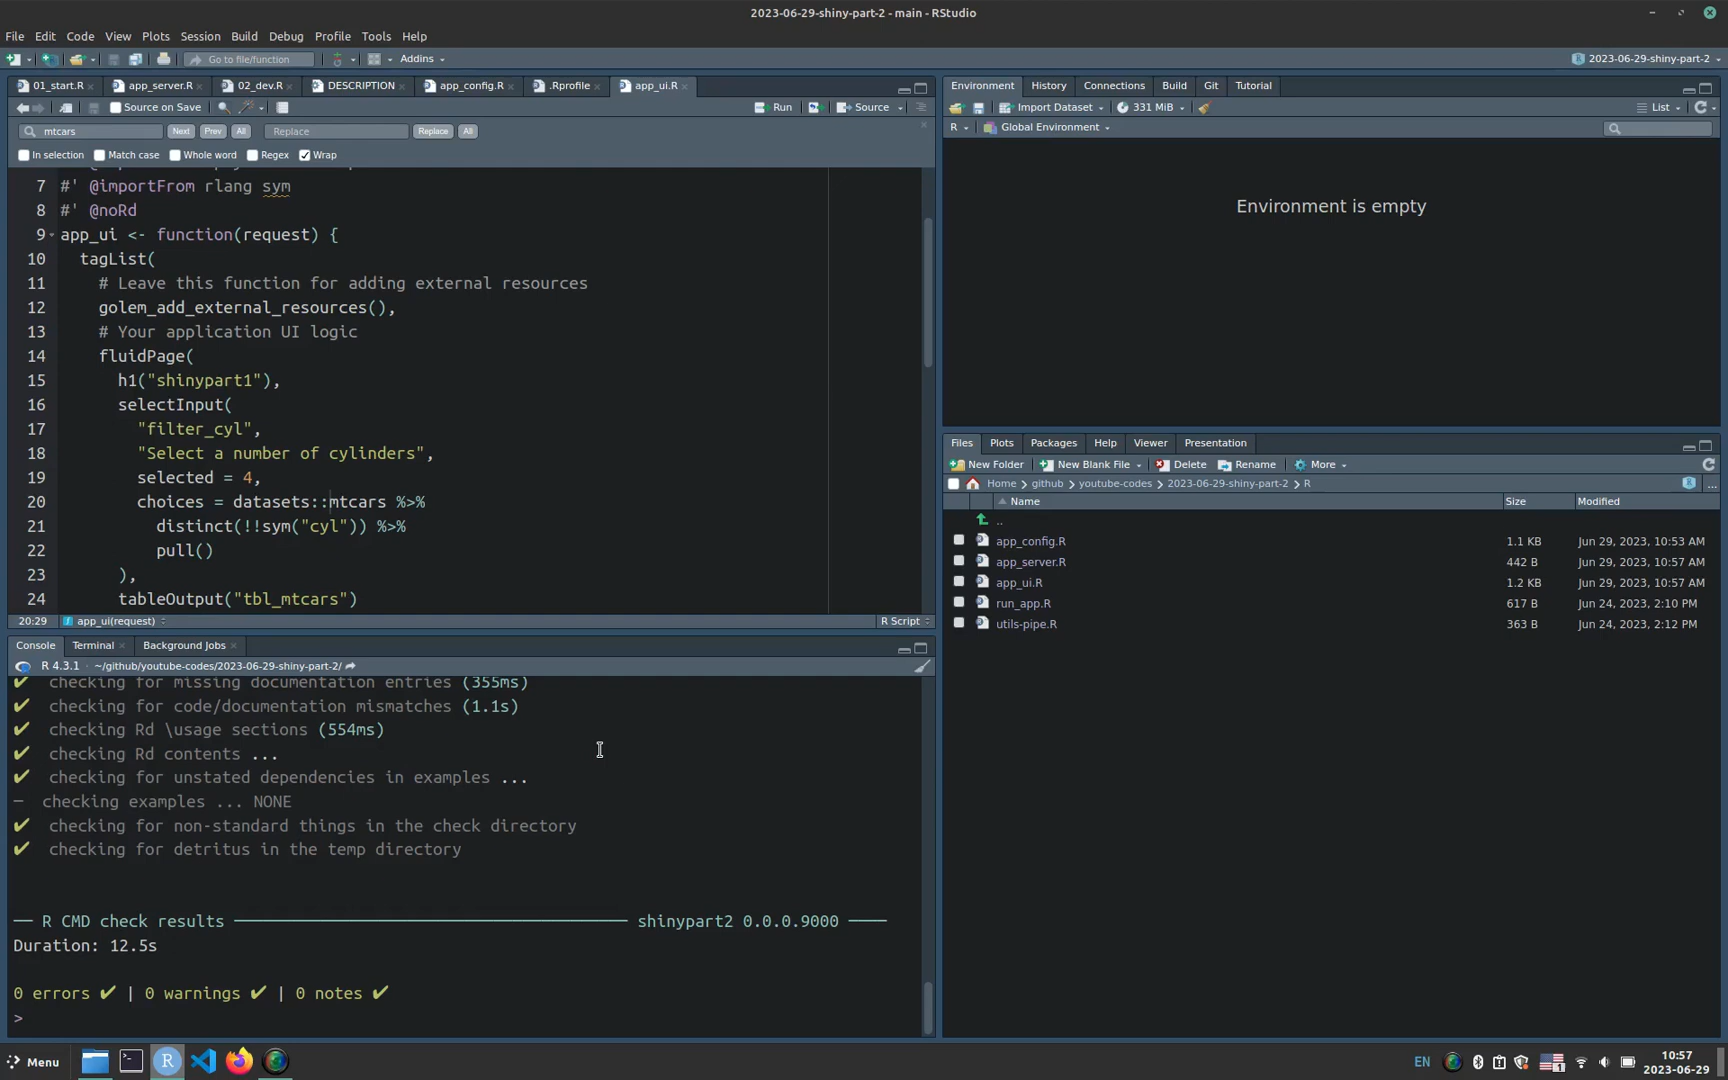 2023-06-29-shiny-part-2 - main - RStudio
File Edit Code View Plots Session Build Debug Profile Tools Help
Go to file/function Addins 2023-06-29-shiny-part-2
01_start.R app_server.R 02_dev.R DESCRIPTION app_config.R .Rprofile app_ui.R
Source on Save Run Source
mtcars Next Prev All Replace Replace All
In selection Match case Whole word Regex Wrap
7 #' @importFrom rlang sym
8 #' @noRd
9 app_ui <- function(request) {
10 tagList(
11 # Leave this function for adding external resources
12 golem_add_external_resources(),
13 # Your application UI logic
14 fluidPage(
15 h1("shinypart1"),
16 selectInput(
17 "filter_cyl",
18 "Select a number of cylinders",
19 selected = 4,
20 choices = datasets::mtcars %>%
21 distinct(!!sym("cyl")) %>%
22 pull()
23 ),
24 tableOutput("tbl_mtcars")
20:29 app_ui(request) R Script
Console Terminal Background Jobs
R 4.3.1 · ~/github/youtube-codes/2023-06-29-shiny-part-2/
✔ checking for missing documentation entries (355ms)
✔ checking for code/documentation mismatches (1.1s)
✔ checking Rd \usage sections (554ms)
✔ checking Rd contents ...
✔ checking for unstated dependencies in examples ...
─ checking examples ... NONE
✔ checking for non-standard things in the check directory
✔ checking for detritus in the temp directory
── R CMD check results ── shinypart2 0.0.0.9000 ──
Duration: 12.5s
0 errors ✔ | 0 warnings ✔ | 0 notes ✔
>
Environment History Connections Build Git Tutorial
Import Dataset 331 MiB List
R Global Environment
Environment is empty
Files Plots Packages Help Viewer Presentation
New Folder New Blank File Delete Rename More
Home github youtube-codes 2023-06-29-shiny-part-2 R ...
Name Size Modified
..
app_config.R 1.1 KB Jun 29, 2023, 10:53 AM
app_server.R 442 B Jun 29, 2023, 10:57 AM
app_ui.R 1.2 KB Jun 29, 2023, 10:57 AM
run_app.R 617 B Jun 24, 2023, 2:10 PM
utils-pipe.R 363 B Jun 24, 2023, 2:12 PM
Menu EN 1 10:57
2023-06-29